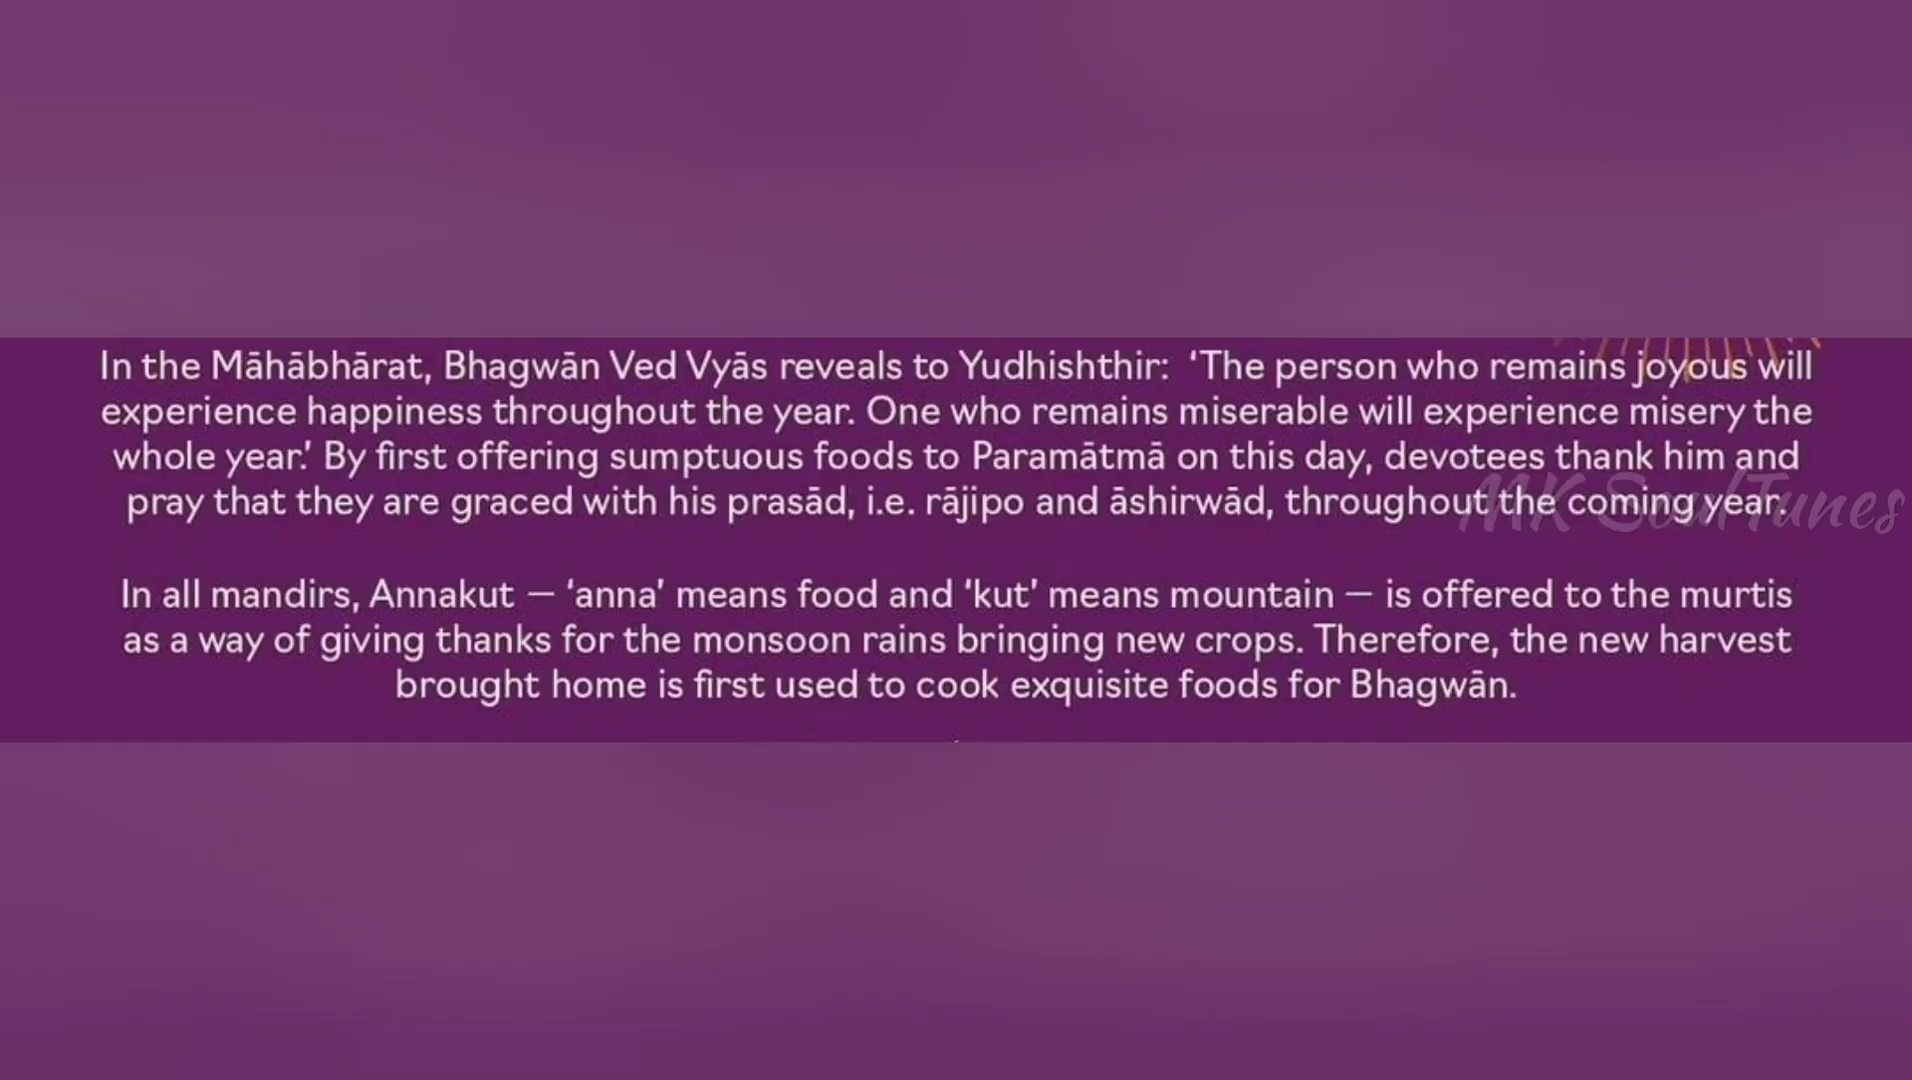 In the Māhābhārat, Bhagwān Ved Vyās reveals to Yudhishthir: ‘The person who remains joyous will
experience happiness throughout the year. One who remains miserable will experience misery the
whole year.’ By first offering sumptuous foods to Paramātmā on this day, devotees thank him and
pray that they are graced with his prasād, i.e. rājipo and āshirwād, throughout the coming year.
MK SoulTunes
In all mandirs, Annakut — ‘anna’ means food and ‘kut’ means mountain — is offered to the murtis
as a way of giving thanks for the monsoon rains bringing new crops. Therefore, the new harvest
brought home is first used to cook exquisite foods for Bhagwān.